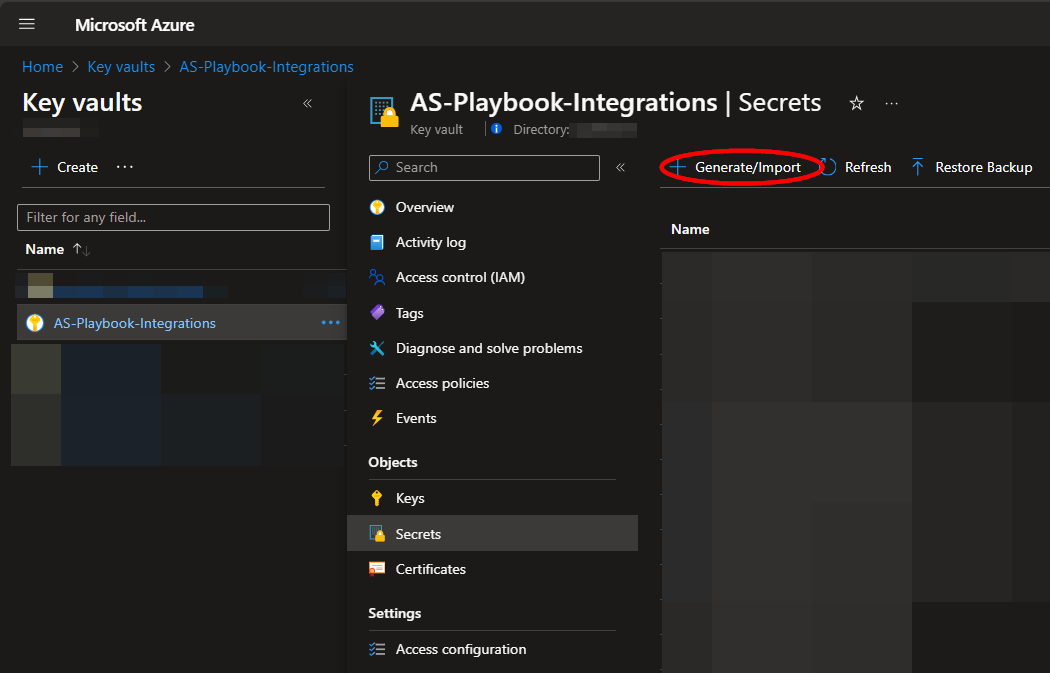 Microsoft Azure
Home > Key vaults > AS-Playbook-Integrations
Key vaults
Create
Filter for any field...
Name
AS-Playbook-Integrations
AS-Playbook-Integrations | Secrets
Key vault
Directory:
Search
Generate/Import
Refresh
Restore Backup
Overview
Activity log
Access control (IAM)
Tags
Diagnose and solve problems
Access policies
Events
Objects
Keys
Secrets
Certificates
Settings
Access configuration
Name